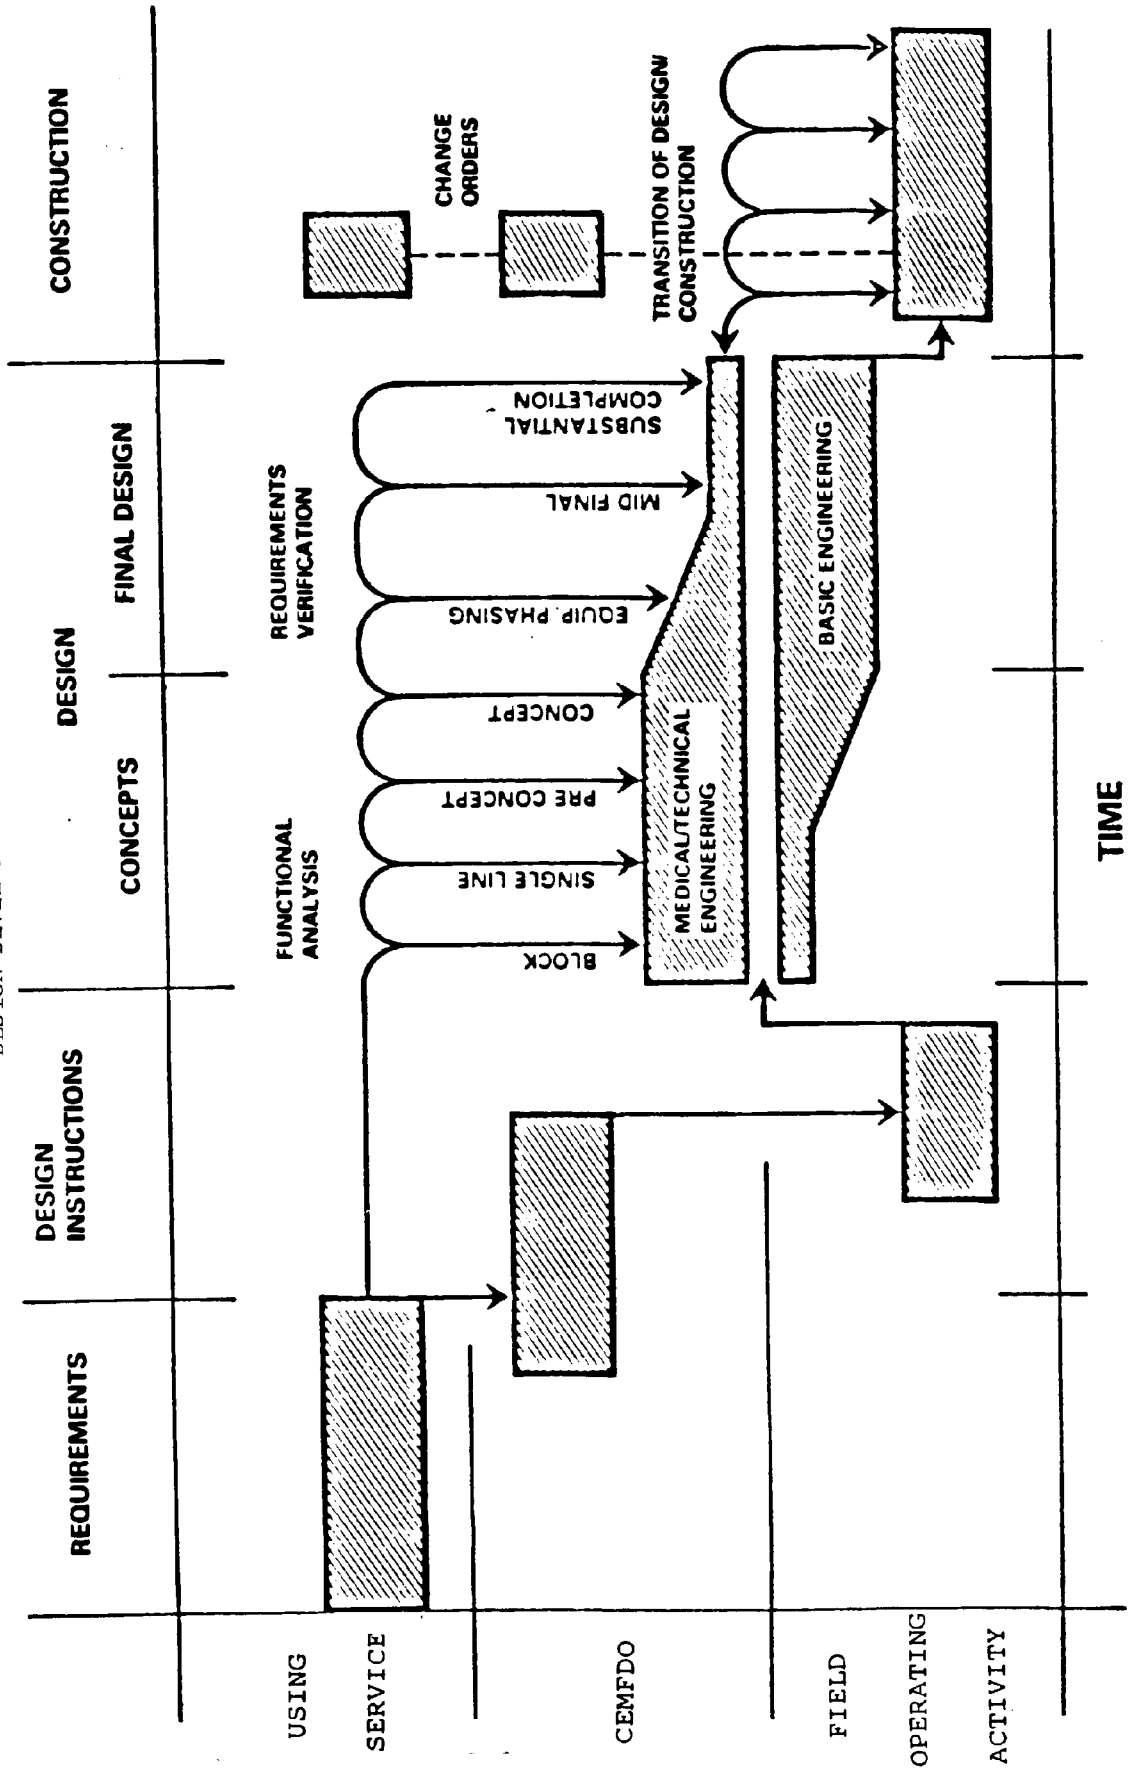 REQUIREMENTS
DESIGN
INSTRUCTIONS
DESIGN
CONCEPTS
FINAL DESIGN
CONSTRUCTION
USING
SERVICE
FUNCTIONAL
ANALYSIS
REQUIREMENTS
VERIFICATION
CHANGE
ORDERS
BLOCK
SINGLE LINE
PRE CONCEPT
CONCEPT
EQUIP. PHASING
MID FINAL
SUBSTANTIAL
COMPLETION
CEMFDO
MEDICAL/TECHNICAL
ENGINEERING
TRANSITION OF DESIGN/
CONSTRUCTION
FIELD
OPERATING
ACTIVITY
BASIC ENGINEERING
TIME